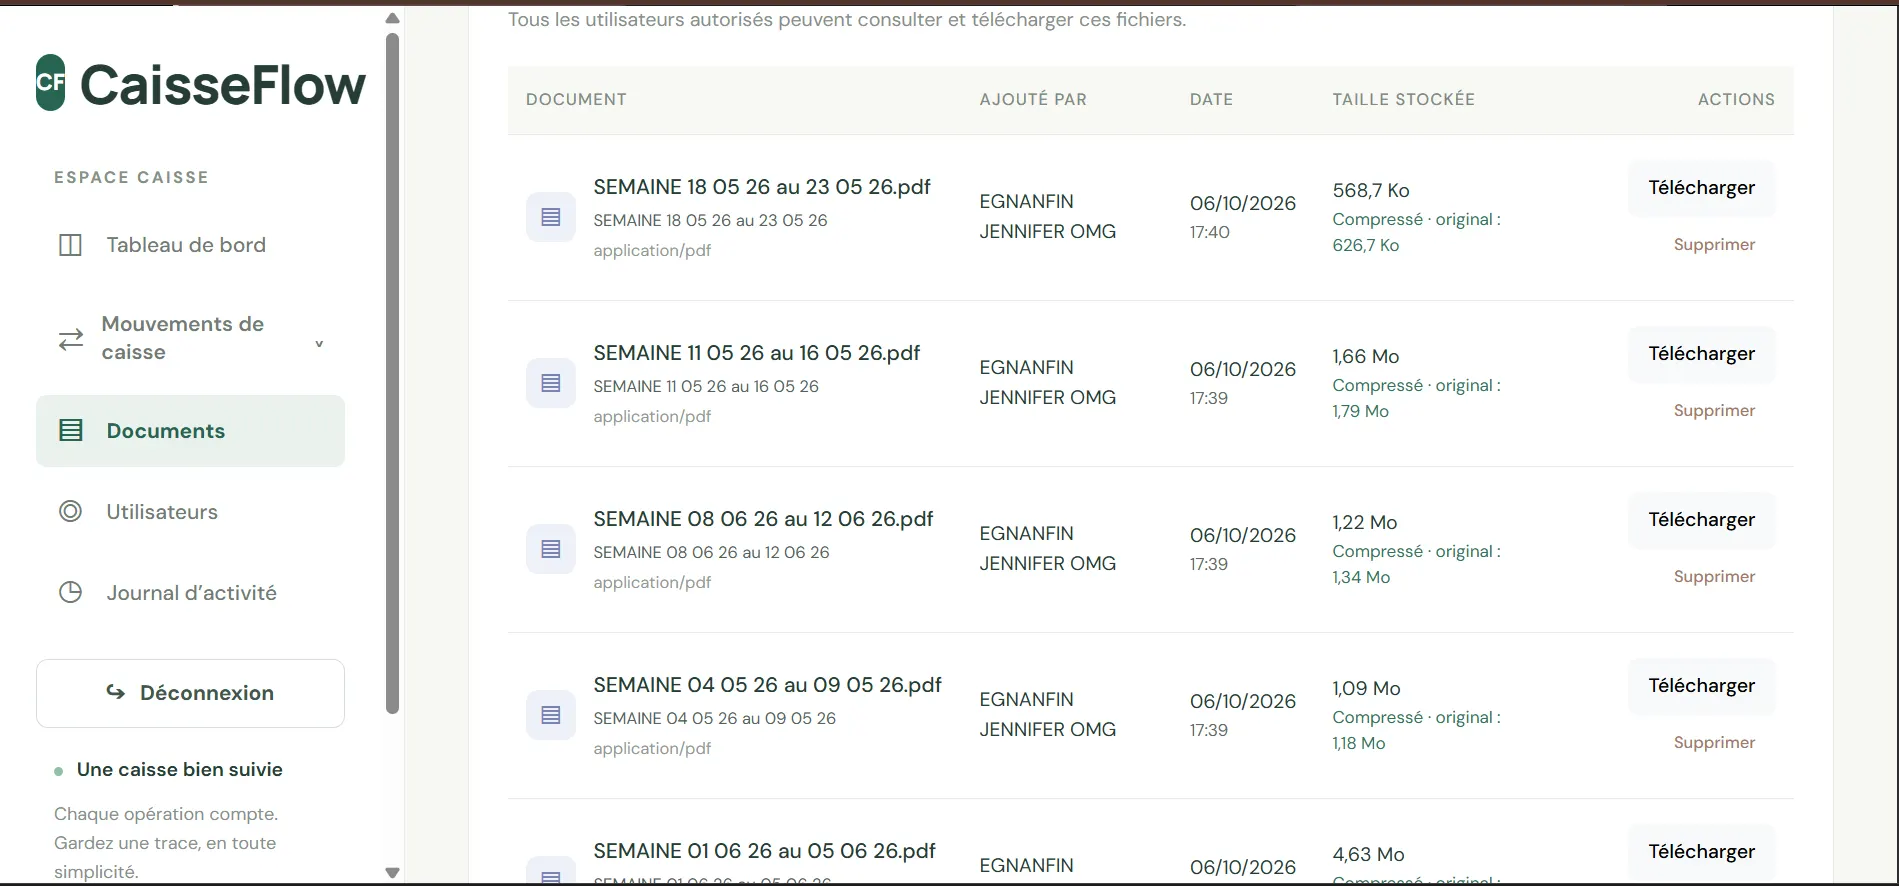 CF CaisseFlow
ESPACE CAISSE
Tableau de bord
Mouvements de
caisse
Documents
Utilisateurs
Journal d’activité
Déconnexion
Une caisse bien suivie
Chaque opération compte.
Gardez une trace, en toute
simplicité.
Tous les utilisateurs autorisés peuvent consulter et télécharger ces fichiers.
DOCUMENT AJOUTÉ PAR DATE TAILLE STOCKÉE ACTIONS
SEMAINE 18 05 26 au 23 05 26.pdf
SEMAINE 18 05 26 au 23 05 26
application/pdf
EGNANFIN
JENNIFER OMG
06/10/2026
17:40
568,7 Ko
Compressé · original :
626,7 Ko
Télécharger
Supprimer
SEMAINE 11 05 26 au 16 05 26.pdf
SEMAINE 11 05 26 au 16 05 26
application/pdf
EGNANFIN
JENNIFER OMG
06/10/2026
17:39
1,66 Mo
Compressé · original :
1,79 Mo
Télécharger
Supprimer
SEMAINE 08 06 26 au 12 06 26.pdf
SEMAINE 08 06 26 au 12 06 26
application/pdf
EGNANFIN
JENNIFER OMG
06/10/2026
17:39
1,22 Mo
Compressé · original :
1,34 Mo
Télécharger
Supprimer
SEMAINE 04 05 26 au 09 05 26.pdf
SEMAINE 04 05 26 au 09 05 26
application/pdf
EGNANFIN
JENNIFER OMG
06/10/2026
17:39
1,09 Mo
Compressé · original :
1,18 Mo
Télécharger
Supprimer
SEMAINE 01 06 26 au 05 06 26.pdf
SEMAINE 01 06 26 au 05 06 26
EGNANFIN
06/10/2026
4,63 Mo
Compressé · original :
Télécharger